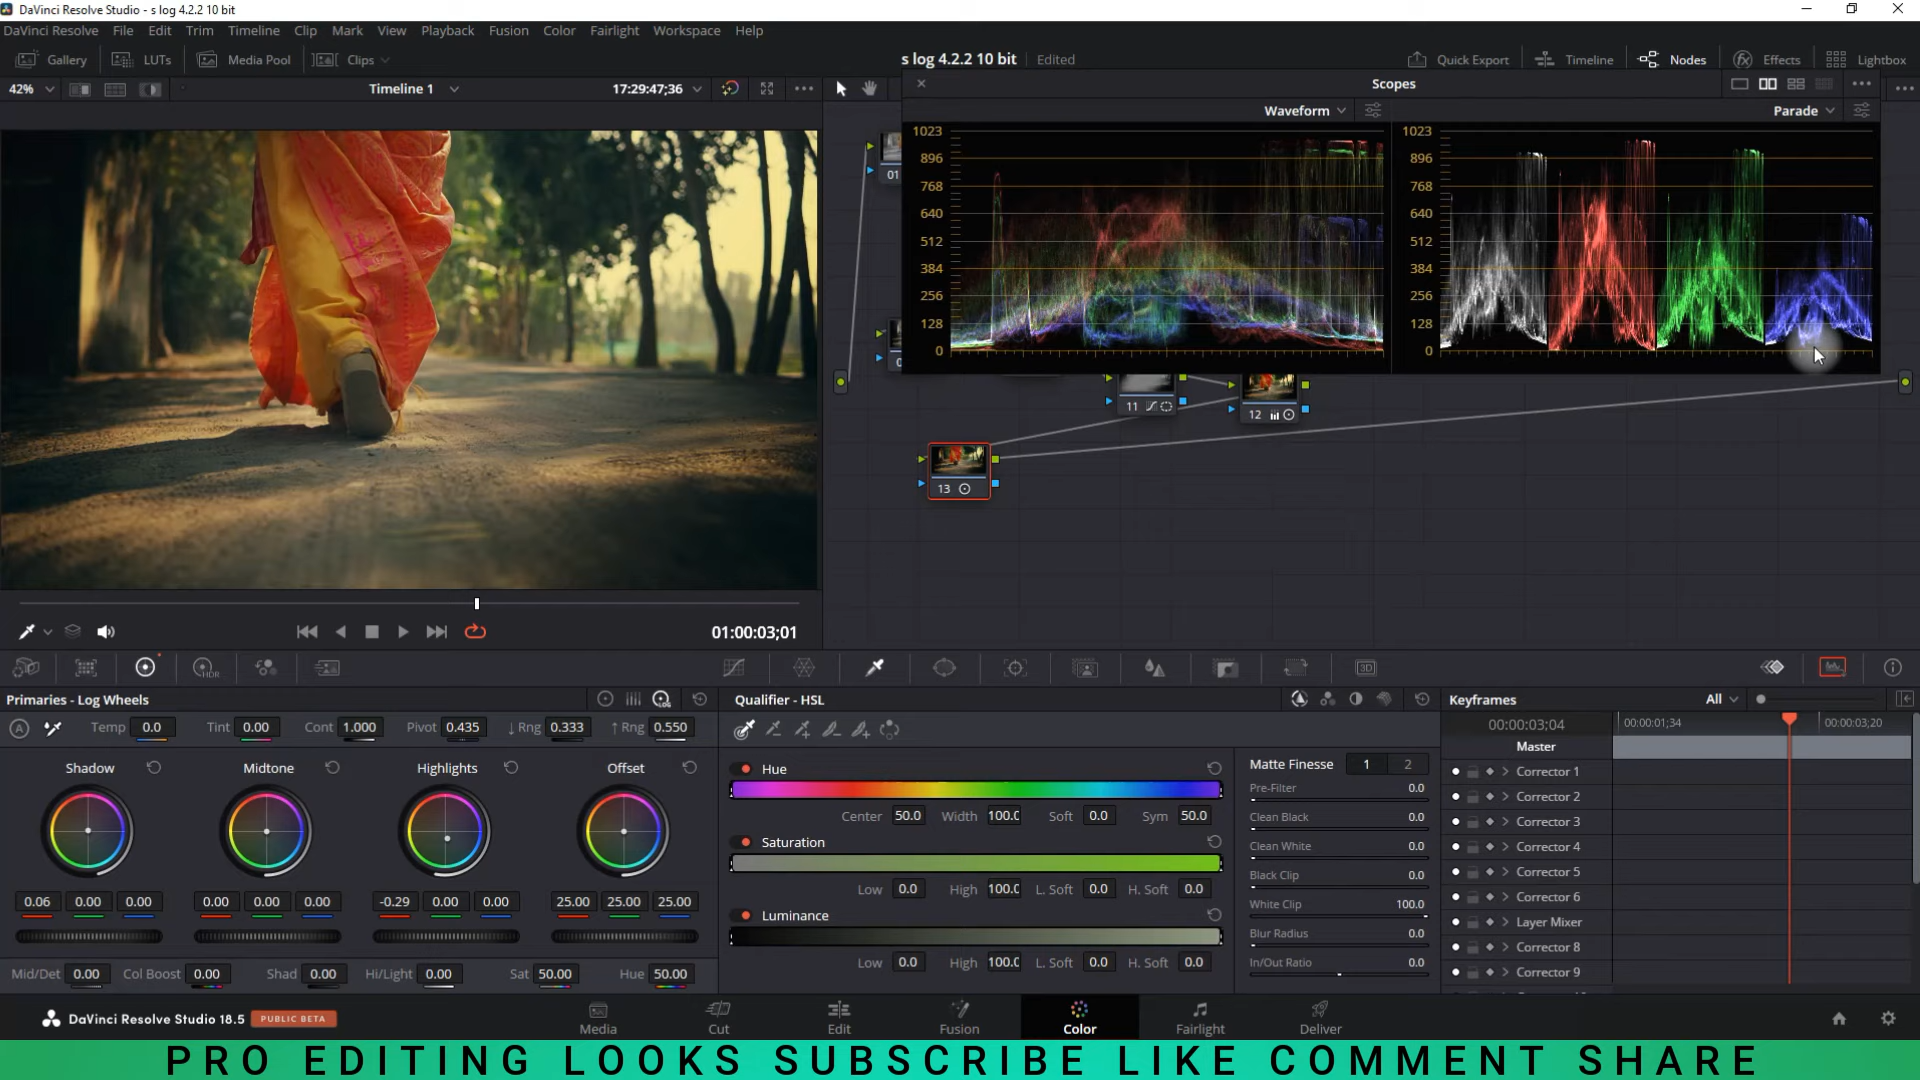 DaVinci Resolve Studio - s log 4.2.2 10 bit
DaVinci Resolve File Edit Trim Timeline Clip Mark View Playback Fusion Color Fairlight Workspace Help
Gallery LUTs Media Pool Clips s log 4.2.2 10 bit Edited Quick Export Timeline Nodes Effects Lightbox
42% Timeline 1 17:29:47;36 Scopes
Waveform Parade
1023 1023
896 896
768 768
640 640
512 512
384 384
256 256
128 128
0 0
01
11
12
13
01:00:03;01
Primaries - Log Wheels Qualifier - HSL Keyframes All
Temp 0.0 Tint 0.00 Cont 1.000 Pivot 0.435 ↓ Rng 0.333 ↑ Rng 0.550
00:00:03;04 00:00:01;34 00:00:03;20
Master
Shadow Midtone Highlights Offset
0.06 0.00 0.00 0.00 0.00 0.00 -0.29 0.00 0.00 25.00 25.00 25.00
Mid/Det 0.00 Col Boost 0.00 Shad 0.00 Hi/Light 0.00 Sat 50.00 Hue 50.00
Hue
Center 50.0 Width 100.0 Soft 0.0 Sym 50.0
Saturation
Low 0.0 High 100.0 L. Soft 0.0 H. Soft 0.0
Luminance
Low 0.0 High 100.0 L. Soft 0.0 H. Soft 0.0
Matte Finesse 1 2
Pre-Filter 0.0
Clean Black 0.0
Clean White 0.0
Black Clip 0.0
White Clip 100.0
Blur Radius 0.0
In/Out Ratio 0.0
Corrector 1
Corrector 2
Corrector 3
Corrector 4
Corrector 5
Corrector 6
Layer Mixer
Corrector 8
Corrector 9
DaVinci Resolve Studio 18.5 PUBLIC BETA
Media Cut Edit Fusion Color Fairlight Deliver
PRO EDITING LOOKS SUBSCRIBE LIKE COMMENT SHARE